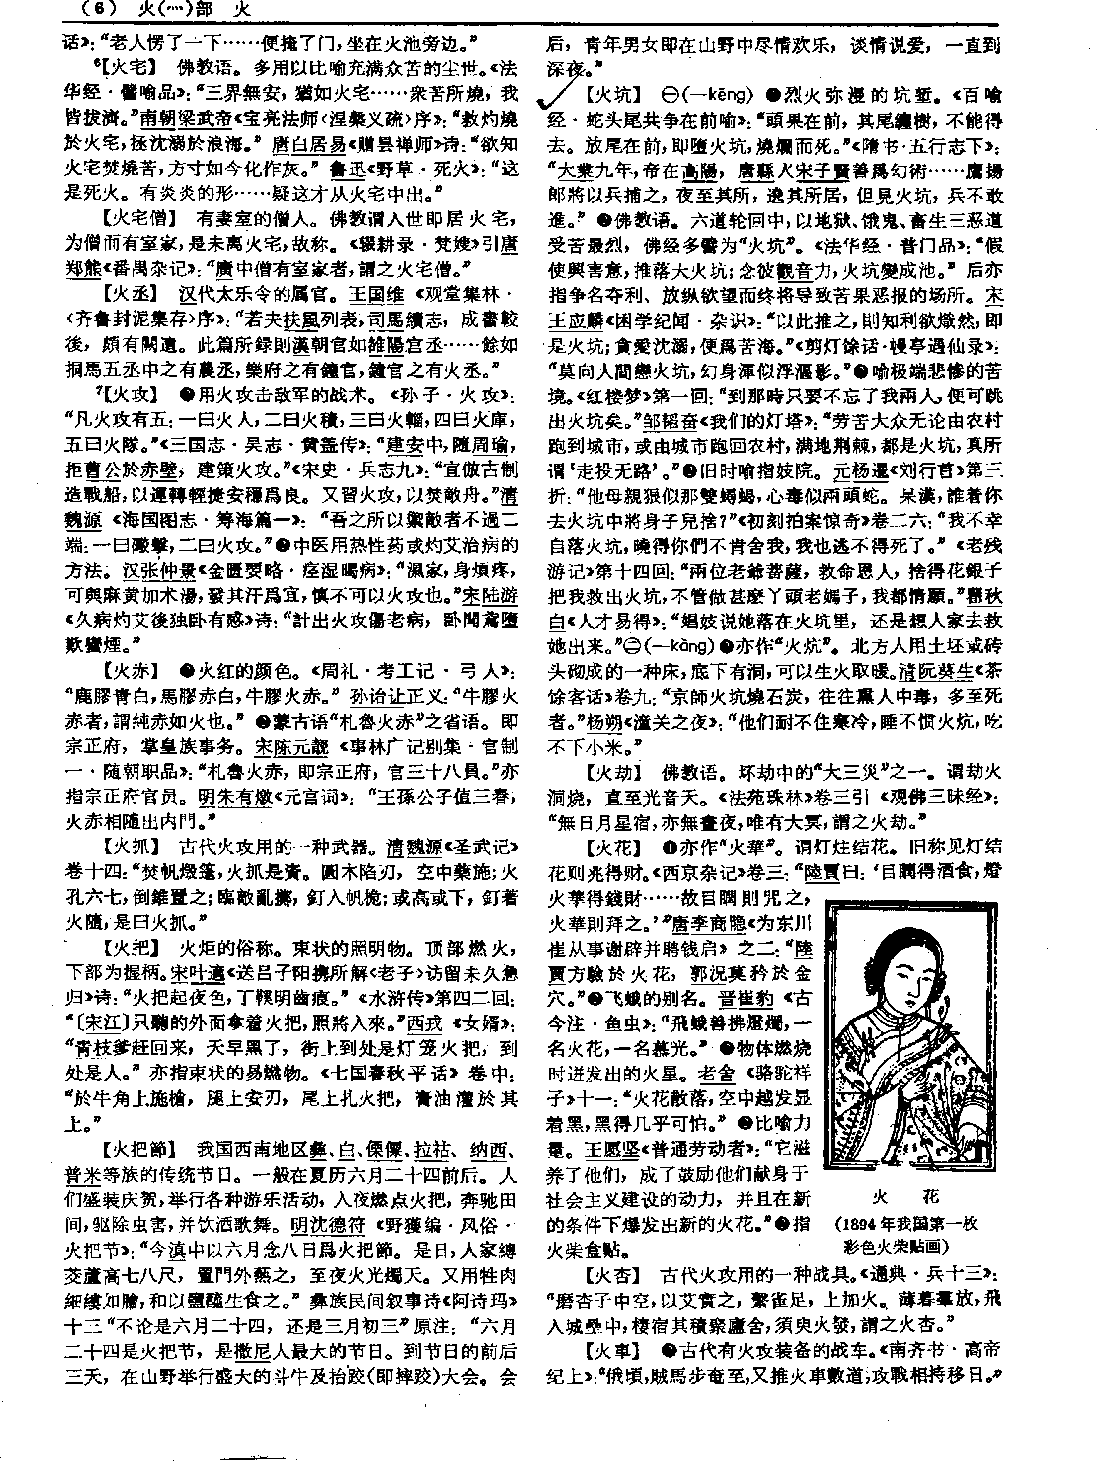 （6） 火(灬)部 火
话》：“老人愣了一下……便掩了门，坐在火池旁边。”
⁶【火宅】 佛教语。多用以比喻充满众苦的尘世。《法
华经·譬喻品》：“三界無安，猶如火宅……衆苦所燒，我
皆拔濟。”南朝梁武帝《宝亮法师〈涅槃义疏〉序》：“救灼燒
於火宅，拯沈溺於浪海。”唐白居易《赠昙禅师》诗：“欲知
火宅焚燒苦，方寸如今化作灰。”鲁迅《野草·死火》：“这
是死火。有炎炎的形……疑这才从火宅中出。”
【火宅僧】 有妻室的僧人。佛教谓人世即居火宅，
为僧而有室家，是未离火宅，故称。《辍耕录·梵嫂》引唐
郑熊《番禺杂记》：“廣中僧有室家者，謂之火宅僧。”
【火丞】 汉代太乐令的属官。王国维《观堂集林·
〈齐鲁封泥集存〉序》：“若夫扶風列表，司馬續志，成書較
後，頗有闕遺。此篇所録則漢朝官如雒陽宫丞……餘如
挏馬五丞中之有農丞，樂府之有鐘官，鐘官之有火丞。”
⁷【火攻】 ❶用火攻击敌军的战术。《孙子·火攻》：
“凡火攻有五：一曰火人，二曰火積，三曰火輜，四曰火庫，
五曰火隊。”《三国志·吴志·黄盖传》：“建安中，隨周瑜，
拒曹公於赤壁，建策火攻。”《宋史·兵志九》：“宜倣古制
造戰船，以運轉輕捷安穩爲良。又習火攻，以焚敵舟。”清
魏源《海国图志·筹海篇一》：“吾之所以禦敵者不過二
端：一曰礮擊，二曰火攻。”❷中医用热性药或灼艾治病的
方法。汉张仲景《金匮要略·痉湿暍病》：“濕家，身煩疼，
可與麻黄加术湯，發其汗爲宜，慎不可以火攻也。”宋陆游
《久病灼艾後独卧有感》诗：“計出火攻傷老病，卧聞鳶墮
歎蠻煙。”
【火赤】 ❶火红的颜色。《周礼·考工记·弓人》：
“鹿膠青白，馬膠赤白，牛膠火赤。”孙诒让正义：“牛膠火
赤者，謂純赤如火也。”❷蒙古语“札鲁火赤”之省语。即
宗正府，掌皇族事务。宋陈元靓《事林广记别集·官制
一·随朝职品》：“札魯火赤，即宗正府，官三十八員。”亦
指宗正府官员。明朱有燉《元宫词》：“王孫公子值三春，
火赤相隨出内門。”
【火抓】 古代火攻用的一种武器。清魏源《圣武记》
卷十四：“焚帆燬篷，火抓是資。圓木陷刃，空中藥施；火
孔六七，倒錐置之；臨敵亂擲，釘入帆桅；或高或下，釘著
火隨，是曰火抓。”
【火把】 火炬的俗称。束状的照明物。顶部燃火，
下部为握柄。宋叶適《送吕子阳携所解〈老子〉访留未久急
归》诗：“火把起夜色，丁鞵明齒痕。”《水浒传》第四二回：
“〔宋江〕只聽的外面拿着火把，照將入來。”西戎《女婿》：
“青枝爹赶回来，天早黑了，街上到处是灯笼火把，到
处是人。”亦指束状的易燃物。《七国春秋平话》卷中：
“於牛角上施槍，腿上安刃，尾上扎火把，膏油灌於其
上。”
【火把節】 我国西南地区彝、白、傈僳、拉祜、纳西、
普米等族的传统节日。一般在夏历六月二十四前后。人
们盛装庆贺，举行各种游乐活动，入夜燃点火把，奔驰田
间，驱除虫害，并饮酒歌舞。明沈德符《野獲编·风俗·
火把节》：“今滇中以六月念八日爲火把節。是日，人家縛
茭蘆高七八尺，置門外爇之，至夜火光燭天。又用牲肉
細縷如膾，和以鹽醯生食之。”彝族民间叙事诗《阿诗玛》
十三“不论是六月二十四，还是三月初三”原注：“六月
二十四是火把节，是撒尼人最大的节日。到节日的前后
三天，在山野举行盛大的斗牛及抬跤(即摔跤)大会。会
后，青年男女即在山野中尽情欢乐，谈情说爱，一直到
深夜。”
【火坑】 ㊀(—kēng) ❶烈火弥漫的坑堑。《百喻
经·蛇头尾共争在前喻》：“頭果在前，其尾纏樹，不能得
去。放尾在前，即墮火坑，燒爛而死。”《隋书·五行志下》：
“大業九年，帝在高陽，唐縣人宋子賢善爲幻術……鷹揚
郎將以兵捕之，夜至其所，遶其所居，但見火坑，兵不敢
進。”❷佛教语。六道轮回中，以地狱、饿鬼、畜生三恶道
受苦最烈，佛经多譬为“火坑”。《法华经·普门品》：“假
使興害意，推落大火坑；念彼觀音力，火坑變成池。”后亦
指争名夺利、放纵欲望而终将导致苦果恶报的场所。宋
王应麟《困学纪闻·杂识》：“以此推之，則知利欲熾然，即
是火坑；貪愛沈溺，便爲苦海。”《剪灯馀话·幔亭遇仙录》：
“莫向人間戀火坑，幻身渾似浮漚影。”❸喻极端悲惨的苦
境。《红楼梦》第一回：“到那時只要不忘了我兩人，便可跳
出火坑矣。”邹韬奋《我们的灯塔》：“劳苦大众无论由农村
跑到城市，或由城市跑回农村，满地荆棘，都是火坑，真所
谓‘走投无路’。”❹旧时喻指妓院。元杨暹《刘行首》第三
折：“他母親狠似那雙蝎蝎，心毒似兩頭蛇。呆漢，誰着你
去火坑中將身子兒捨？”《初刻拍案惊奇》卷二六：“我不幸
自落火坑，曉得你們不肯舍我，我也逃不得死了。”《老残
游记》第十四回：“兩位老爺菩薩，救命恩人，捨得花銀子
把我救出火坑，不管做甚麽丫頭老媽子，我都情願。”瞿秋
白《人才易得》：“娼妓说她落在火坑里，还是想人家去救
她出来。”㊁(—kàng) ❶亦作“火炕”。北方人用土坯或砖
头砌成的一种床，底下有洞，可以生火取暖。清阮葵生《茶
馀客话》卷九：“京師火坑燒石炭，往往熏人中毒，多至死
者。”杨朔《潼关之夜》：“他们耐不住寒冷，睡不惯火炕，吃
不下小米。”
【火劫】 佛教语。坏劫中的“大三灾”之一。谓劫火
洞烧，直至光音天。《法苑珠林》卷三引《观佛三昧经》：
“無日月星宿，亦無晝夜，唯有大冥，謂之火劫。”
【火花】 ❶亦作“火華”。谓灯炷结花。旧称见灯结
花则兆得财。《西京杂记》卷三：“陸賈曰：‘目瞤得酒食，燈
火華得錢財……故目瞤則咒之，
火華則拜之。’”唐李商隐《为东川
崔从事谢辟并聘钱启》之二：“陸
賈方驗於火花，郭況莫矜於金
穴。”❷飞蛾的别名。晋崔豹《古
今注·鱼虫》：“飛蛾善拂燈燭，一
名火花，一名慕光。”❸物体燃烧
时迸发出的火星。老舍《骆驼祥
子》十一：“火花散落，空中越发显
着黑，黑得几乎可怕。”❹比喻力
量。王愿坚《普通劳动者》：“它滋
养了他们，成了鼓励他们献身于
社会主义建设的动力，并且在新
的条件下爆发出新的火花。”❺指
火柴盒贴。
火 花
(1894年我国第一枚
彩色火柴贴画)
【火杏】 古代火攻用的一种战具。《通典·兵十三》：
“磨杏子中空，以艾實之，繫雀足，上加火。薄暮羣放，飛
入城壘中，棲宿其積聚廬舍，須臾火發，謂之火杏。”
【火車】 ❶古代有火攻装备的战车。《南齐书·高帝
纪上》：“俄頃，賊馬步奄至，又推火車數道，攻戰相持移日。”